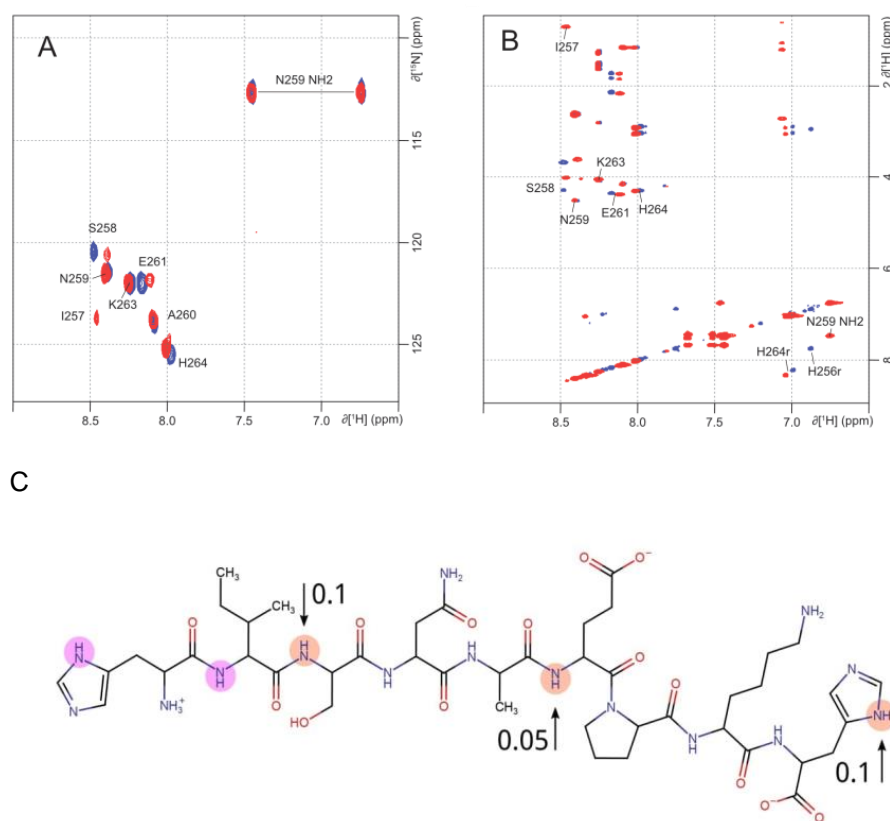 A
N259 NH2
S258
E261
N259
K263
I257
A260
H264
115
120
125
∂[¹⁵N] (ppm)
8.5 8.0 7.5 7.0 ∂[¹H] (ppm)
B
I257
K263
S258
E261 H264
N259
N259 NH2
H264r
H256r
2
4
6
8
∂[¹H] (ppm)
8.5 8.0 7.5 7.0 ∂[¹H] (ppm)
C
0.1
CH₃
CH₃
NH₂
O
O⁻
O
O
H
N
O
H
N
O
NH₂
HN
N
NH₃⁺
N
H
O
HO
N
H
O
CH₃
N
H
O
N
O
N
H
O
H
N
N
NH
O⁻
O
0.05
0.1